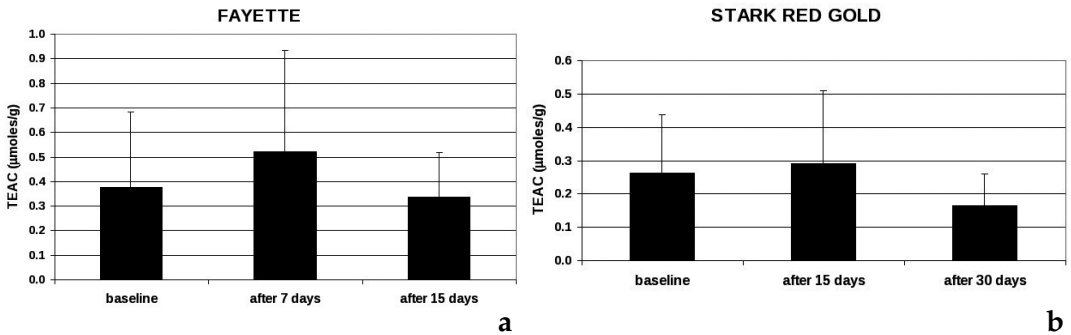 FAYETTE
TEAC (µmoles/g)
1.0
0.9
0.8
0.7
0.6
0.5
0.4
0.3
0.2
0.1
0.0
baseline after 7 days after 15 days
a
STARK RED GOLD
TEAC (µmoles/g)
0.6
0.5
0.4
0.3
0.2
0.1
0.0
baseline after 15 days after 30 days
b